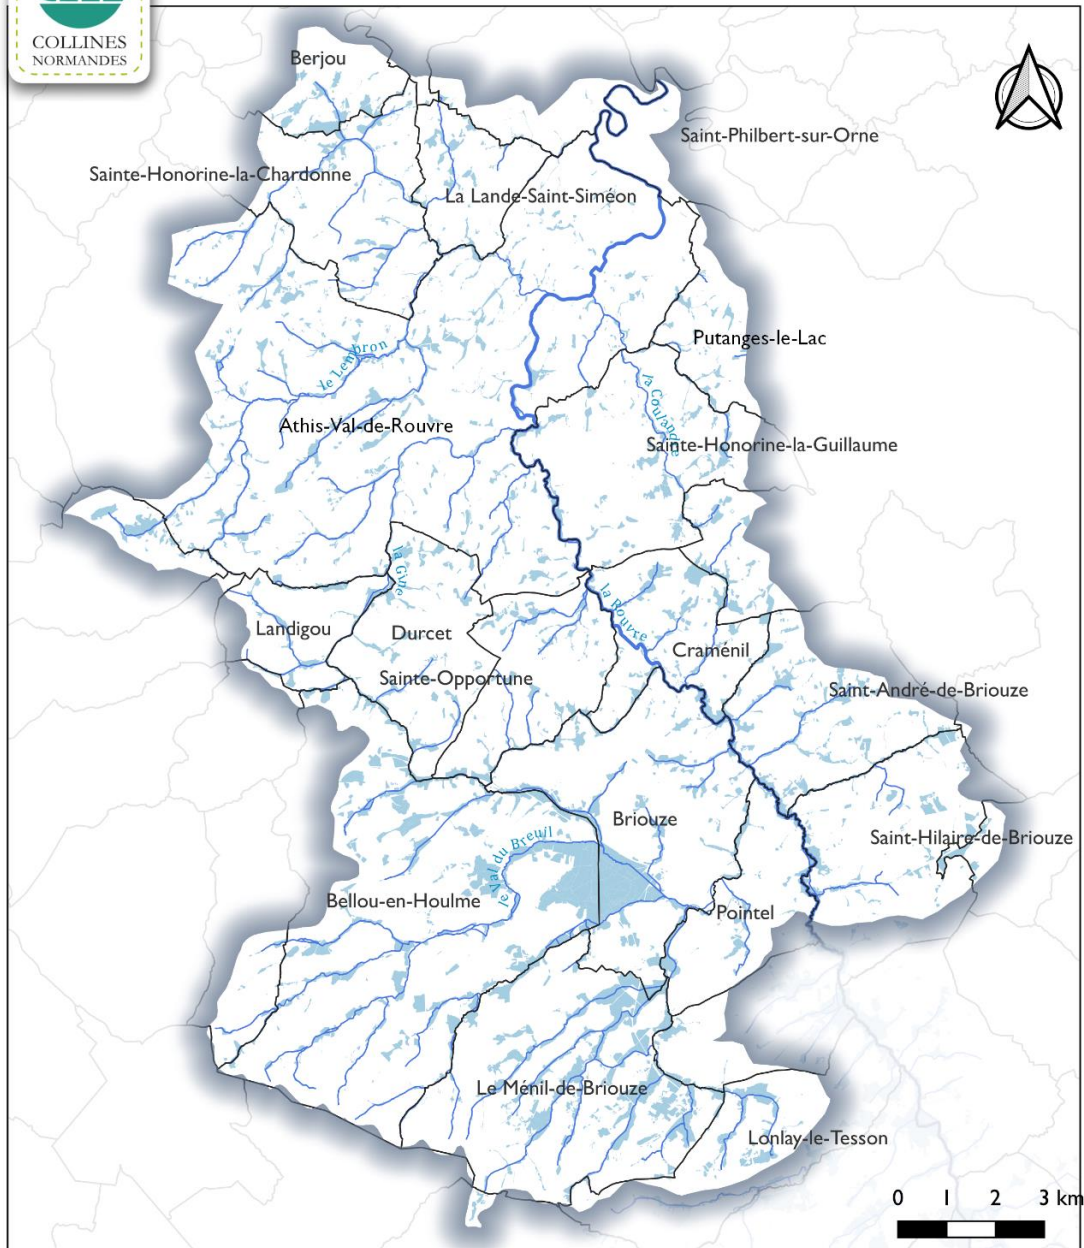 COLLINES
NORMANDES
Berjou
Saint-Philbert-sur-Orne
Sainte-Honorine-la-Chardonne
La Lande-Saint-Siméon
Putanges-le-Lac
le Lembron
la Coulandre
Athis-Val-de-Rouvre
Sainte-Honorine-la-Guillaume
la Gine
la Rouvre
Landigou
Durcet
Craménil
Sainte-Opportune
Saint-André-de-Briouze
Briouze
Saint-Hilaire-de-Briouze
le Val du Breuil
Bellou-en-Houlme
Pointel
Le Ménil-de-Briouze
Lonlay-le-Tesson
0 1 2 3 km